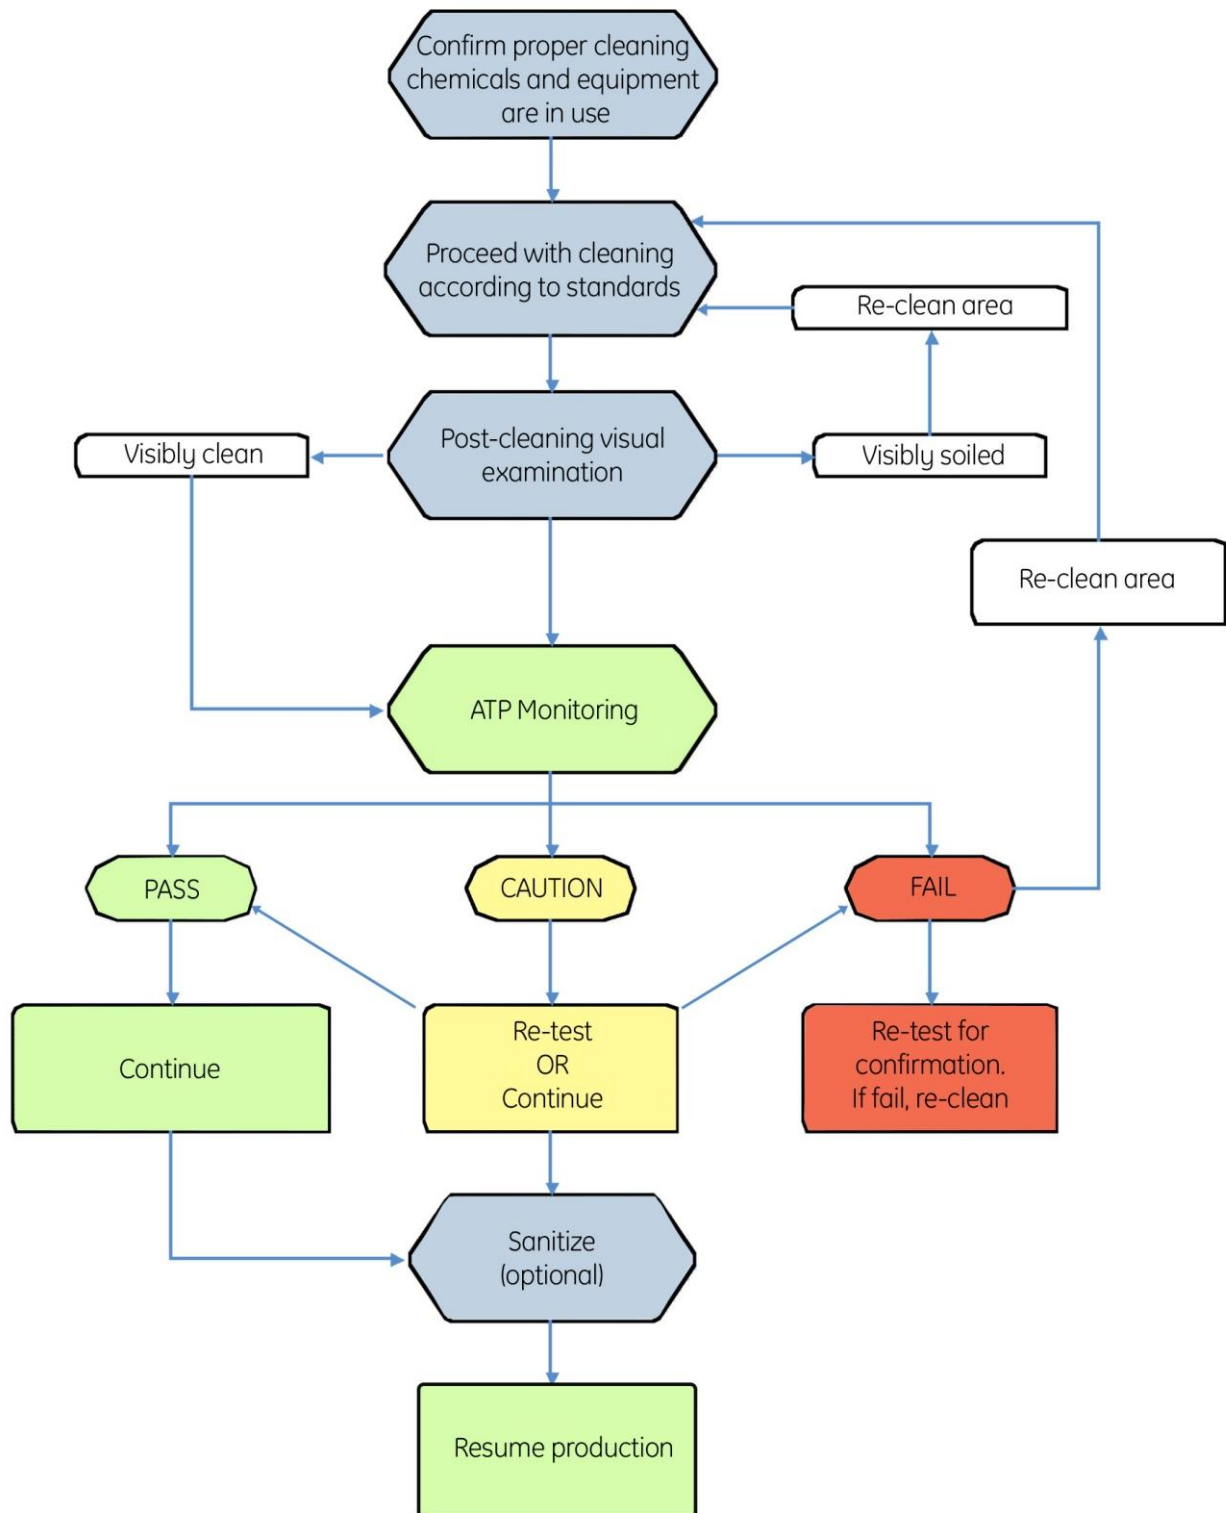 Confirm proper cleaning
chemicals and equipment
are in use
Proceed with cleaning
according to standards
Re-clean area
Post-cleaning visual
examination
Visibly clean
Visibly soiled
Re-clean area
ATP Monitoring
PASS
CAUTION
FAIL
Continue
Re-test
OR
Continue
Re-test for
confirmation.
If fail, re-clean
Sanitize
(optional)
Resume production